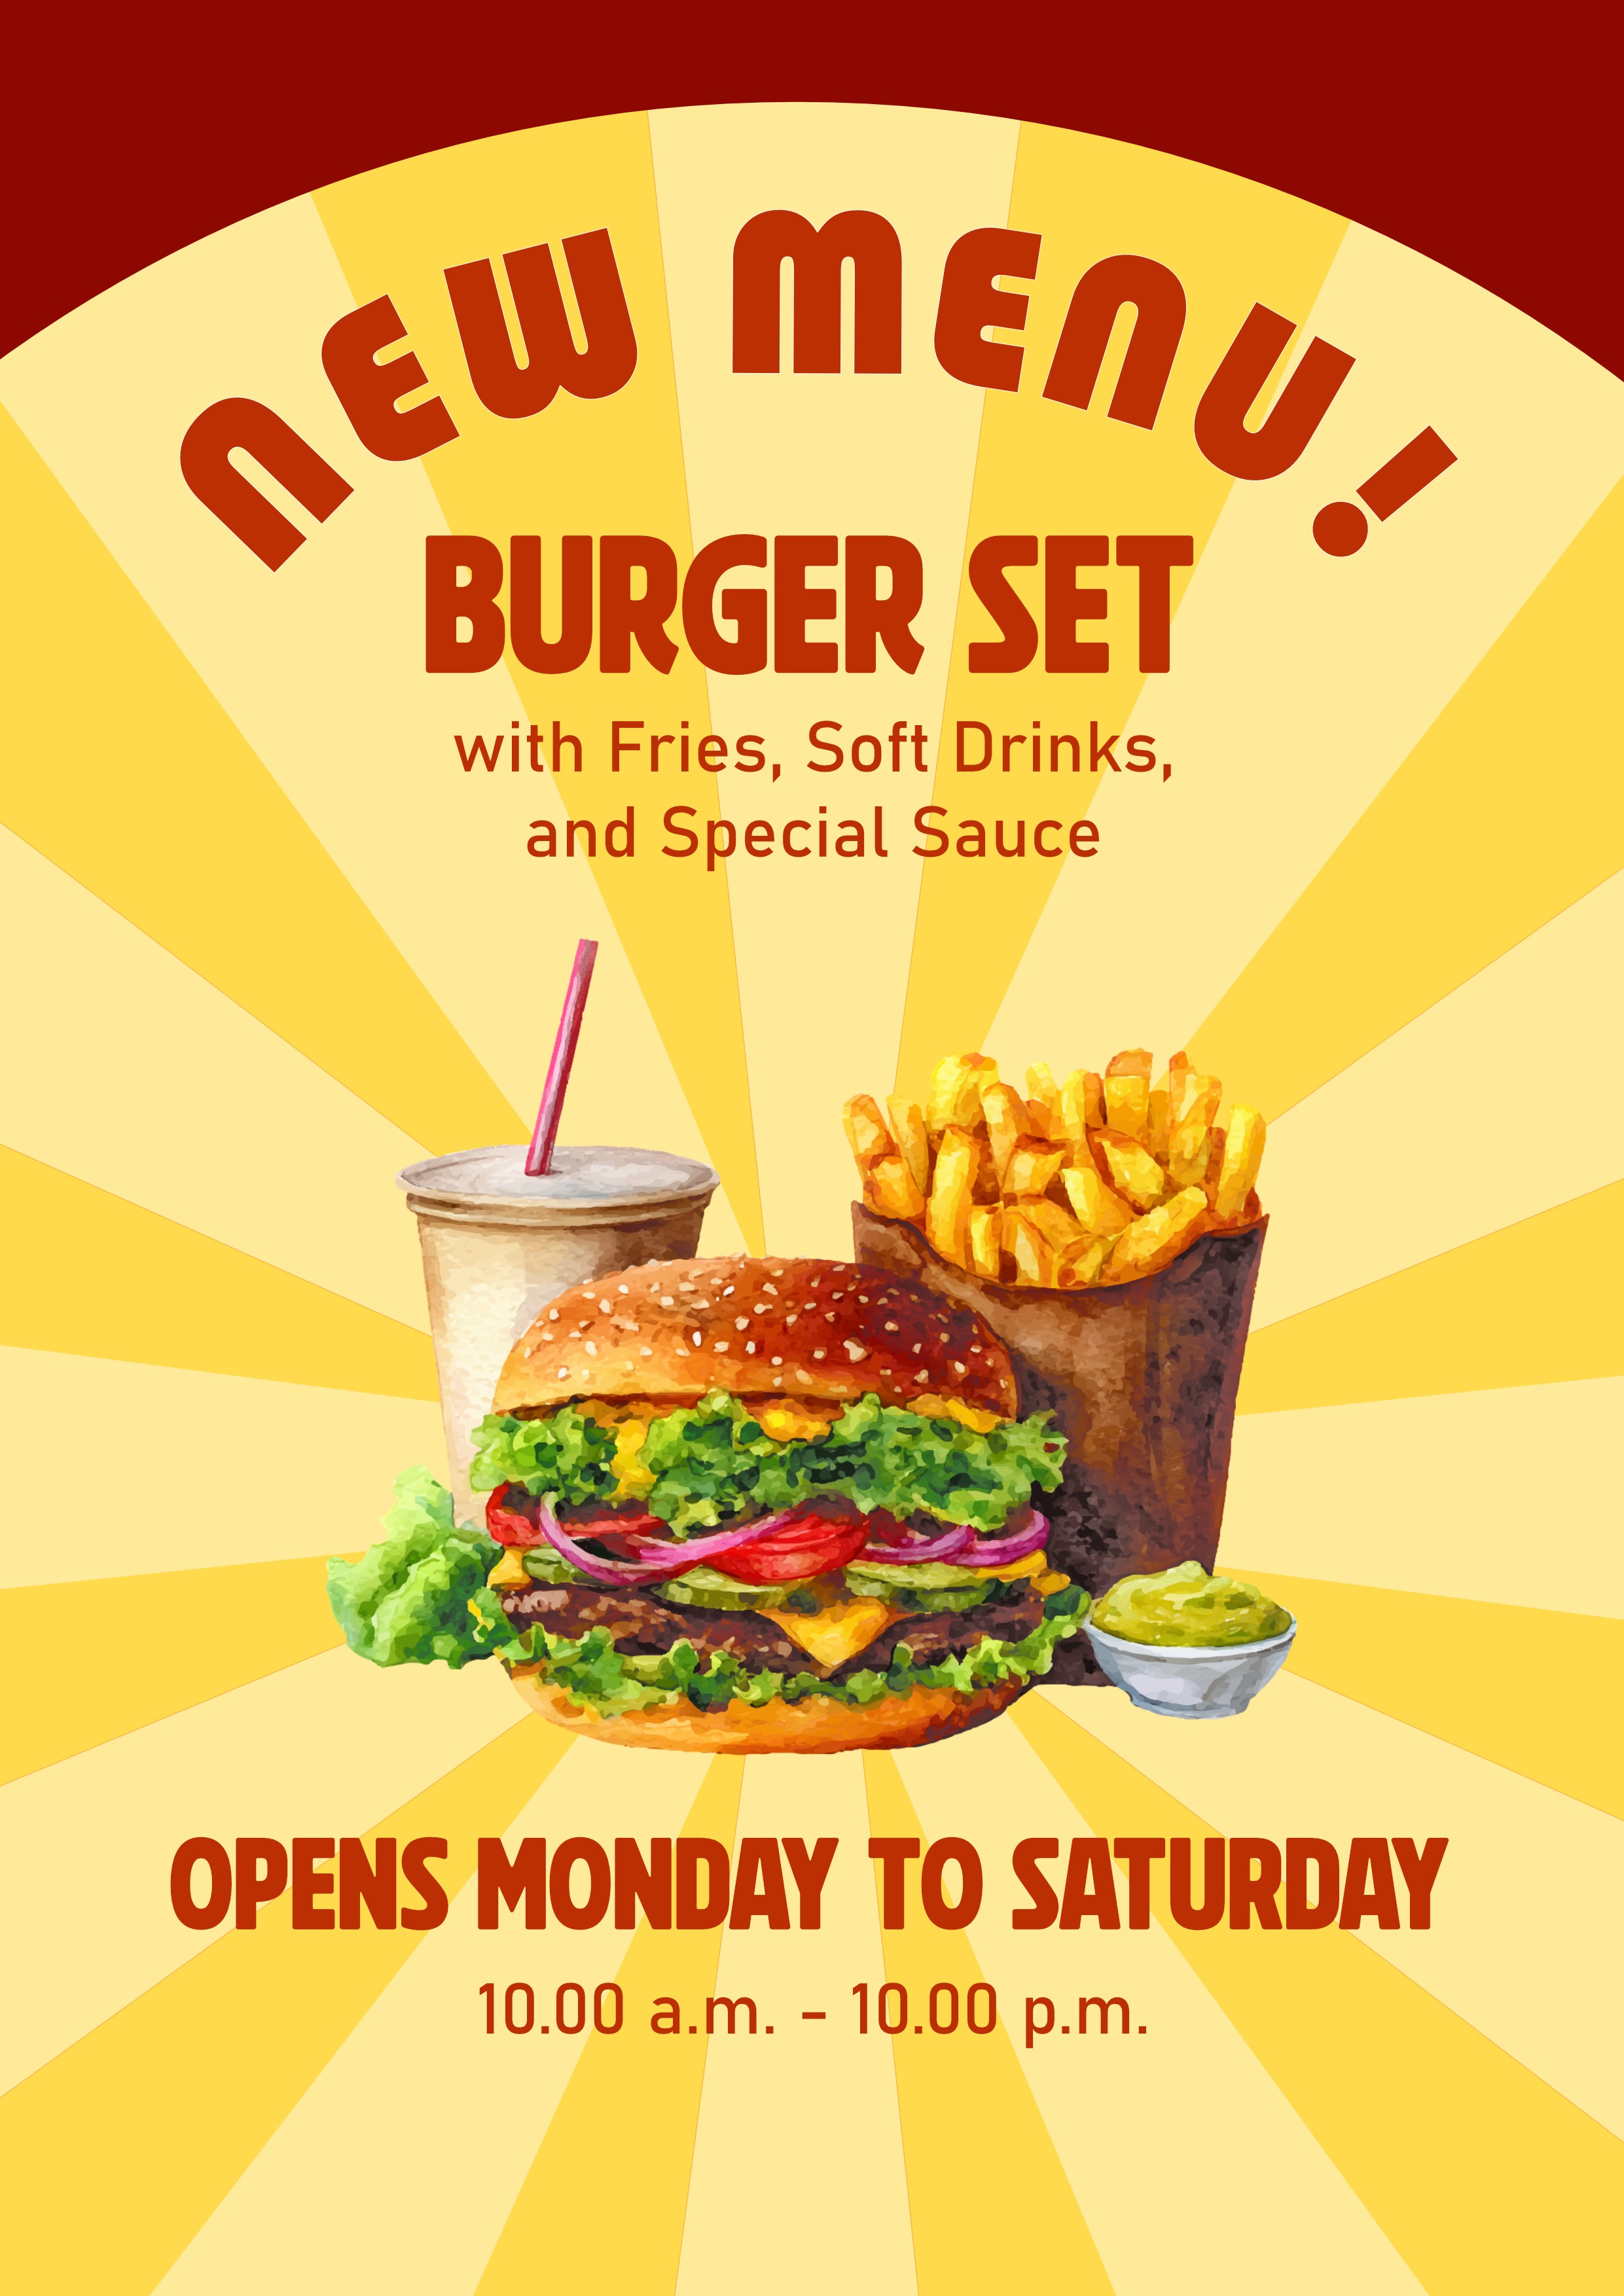 NEW MENU!
BURGER SET
with Fries, Soft Drinks,
and Special Sauce
OPENS MONDAY TO SATURDAY
10.00 a.m. - 10.00 p.m.